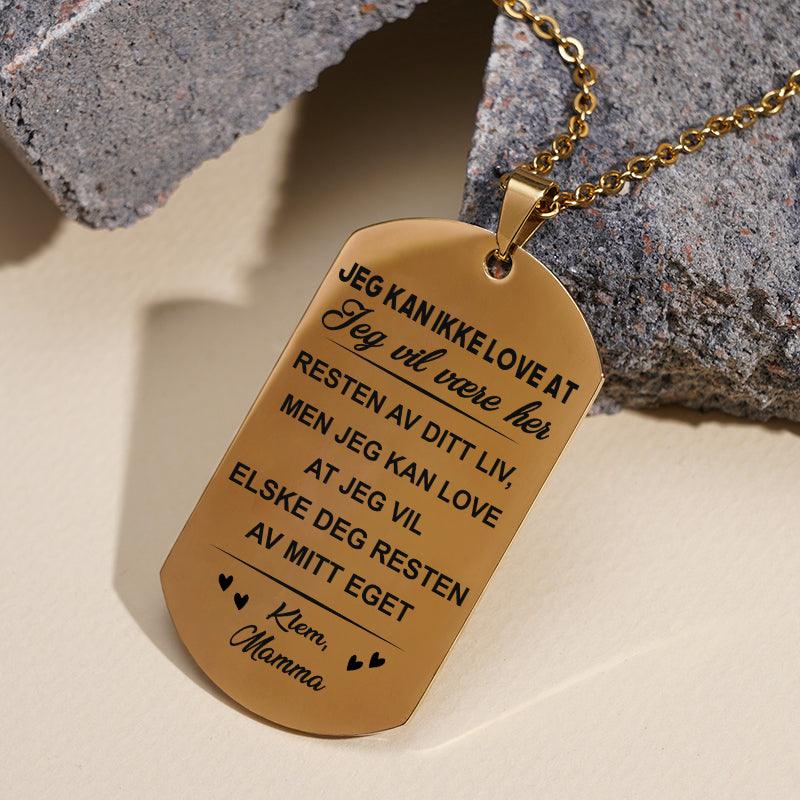 JEG KAN IKKE LOVE AT
Jeg vil være her
RESTEN AV DITT LIV,
MEN JEG KAN LOVE
AT JEG VIL
ELSKE DEG RESTEN
AV MITT EGET
Klem,
Mamma